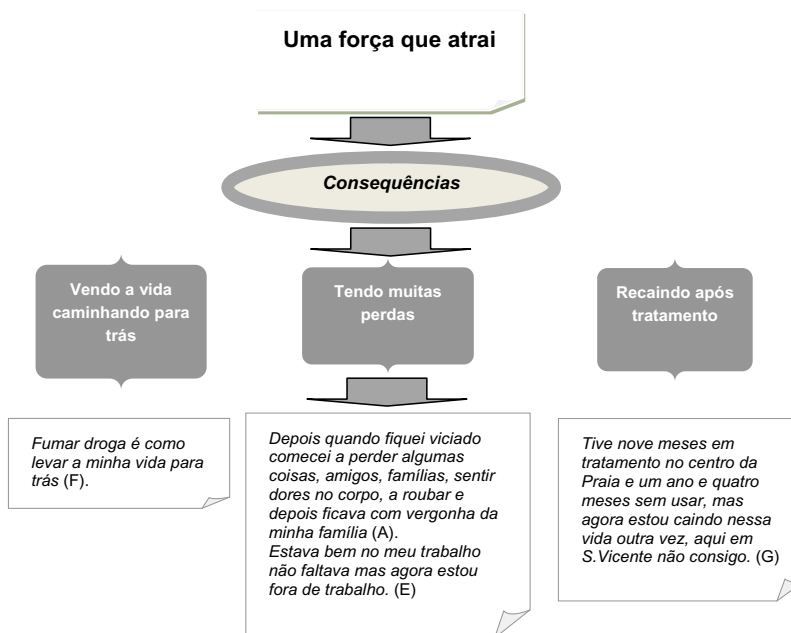 Uma força que atrai
Consequências
Vendo a vida
caminhando para
trás
Tendo muitas
perdas
Recaindo após
tratamento
Fumar droga é como
levar a minha vida para
trás (F).
Depois quando fiquei viciado
comecei a perder algumas
coisas, amigos, famílias, sentir
dores no corpo, a roubar e
depois ficava com vergonha da
minha família (A).
Estava bem no meu trabalho
não faltava mas agora estou
fora de trabalho. (E)
Tive nove meses em
tratamento no centro da
Praia e um ano e quatro
meses sem usar, mas
agora estou caindo nessa
vida outra vez, aqui em
S.Vicente não consigo. (G)